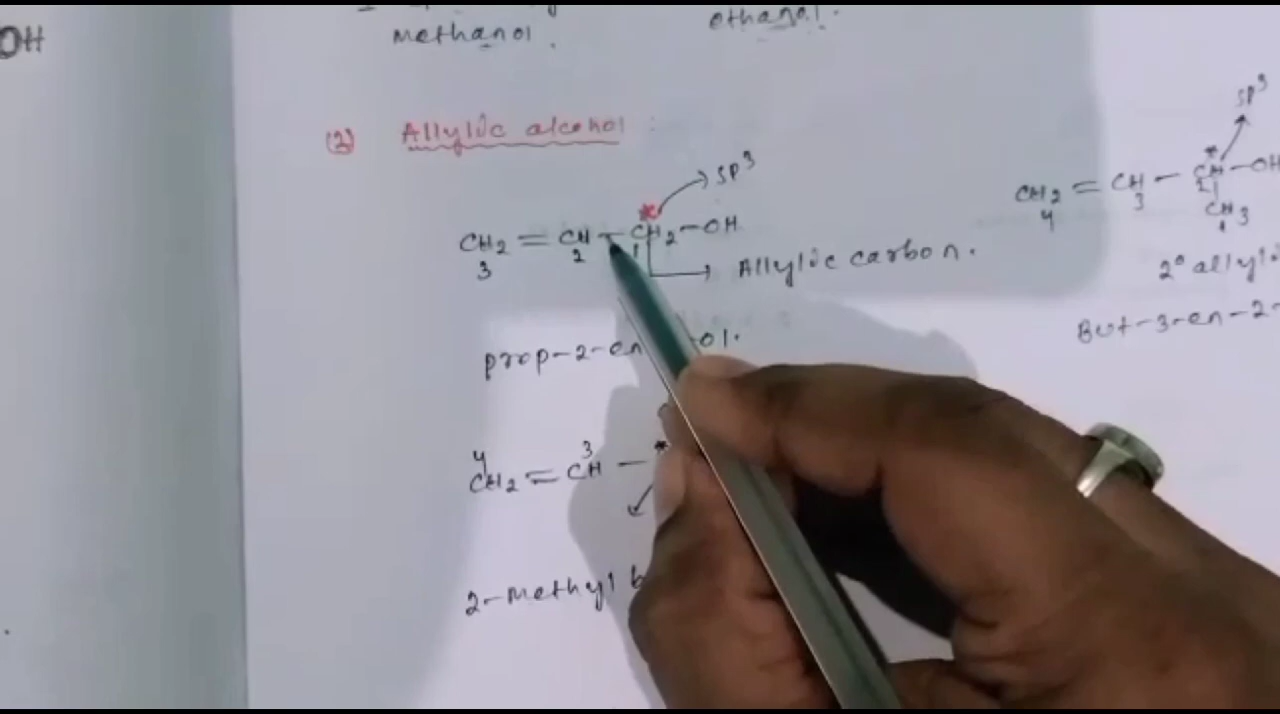 OH
methanol.
ethanol.
(2) Allylic alcohol :
SP3
CH2 = CH - CH2 - OH
3 2 1
Allylic carbon.
prop-2-en ol.
4 3
CH2 = CH -
2-Methyl b
SP3
CH2 = CH - CH - OH
4 3 2
CH3
1
2° allylic
But-3-en-2-